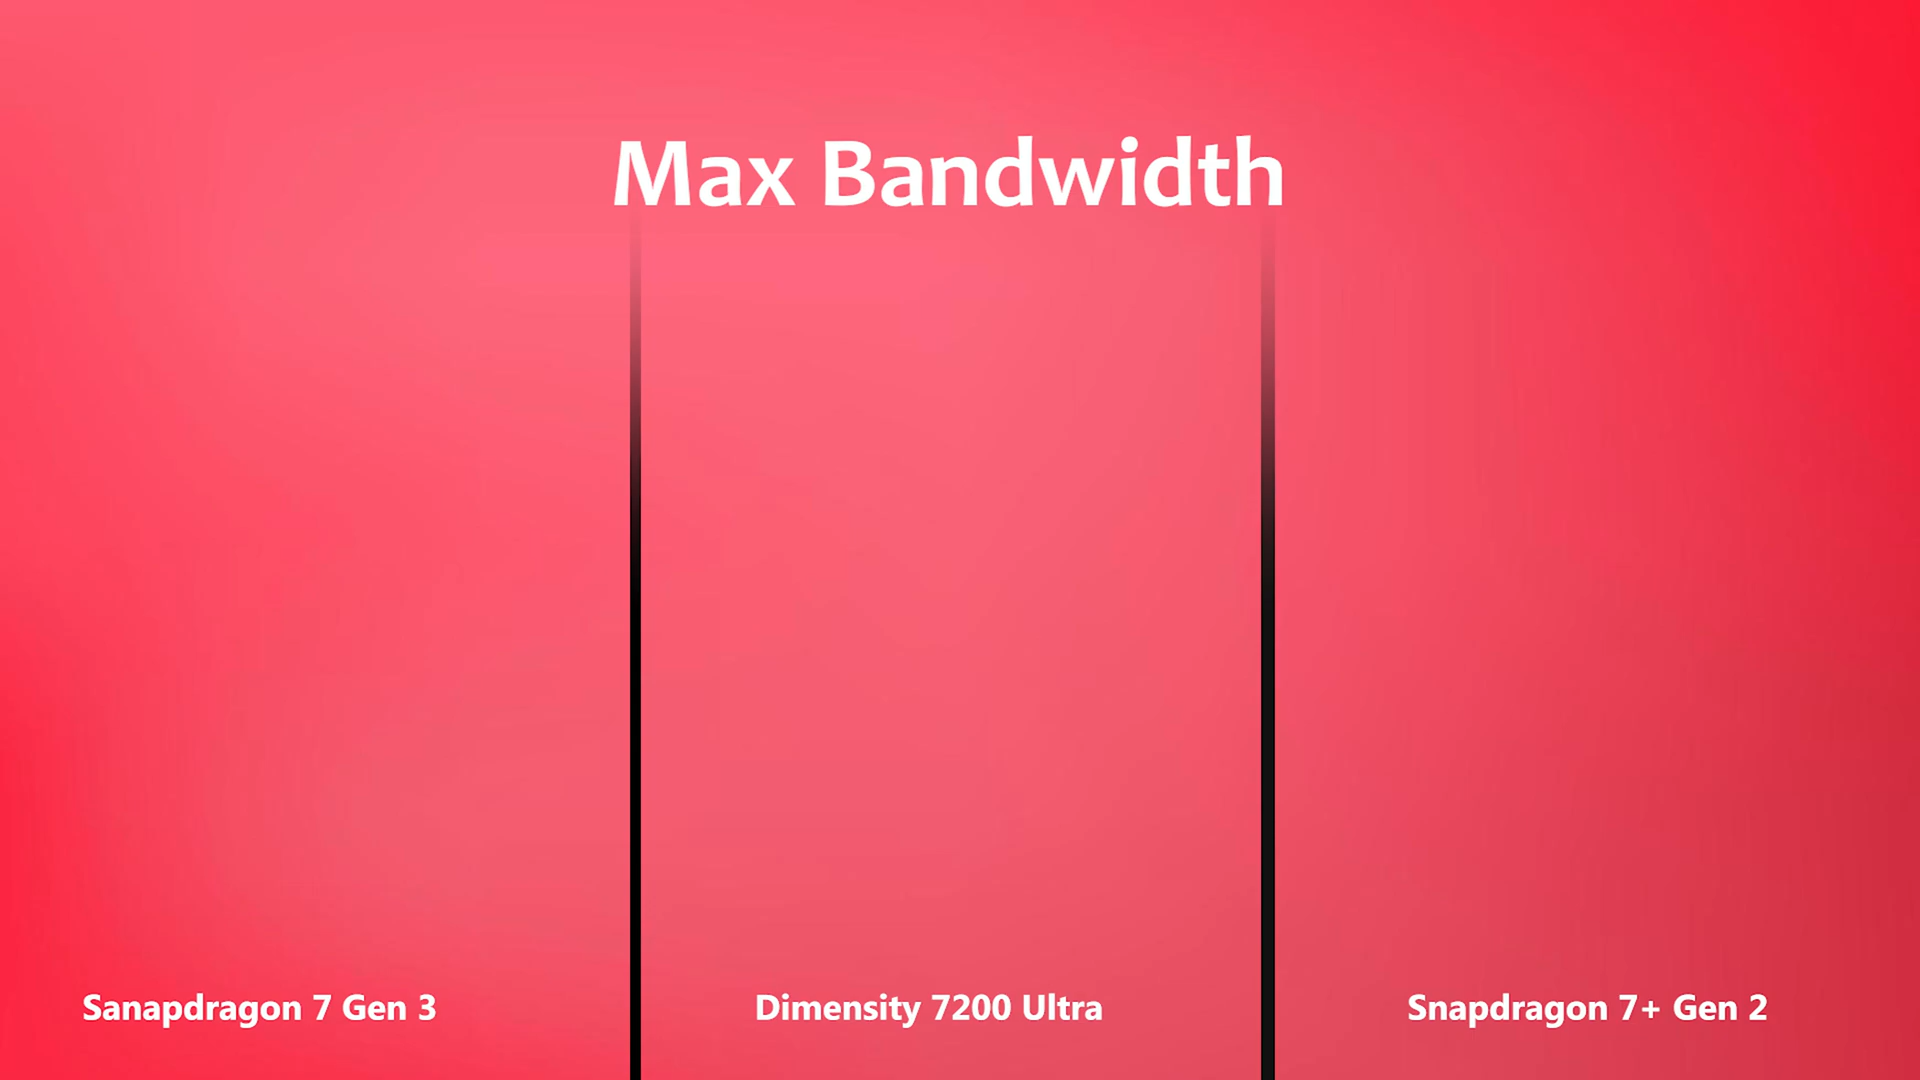 Max Bandwidth
Sanapdragon 7 Gen 3
Dimensity 7200 Ultra
Snapdragon 7+ Gen 2